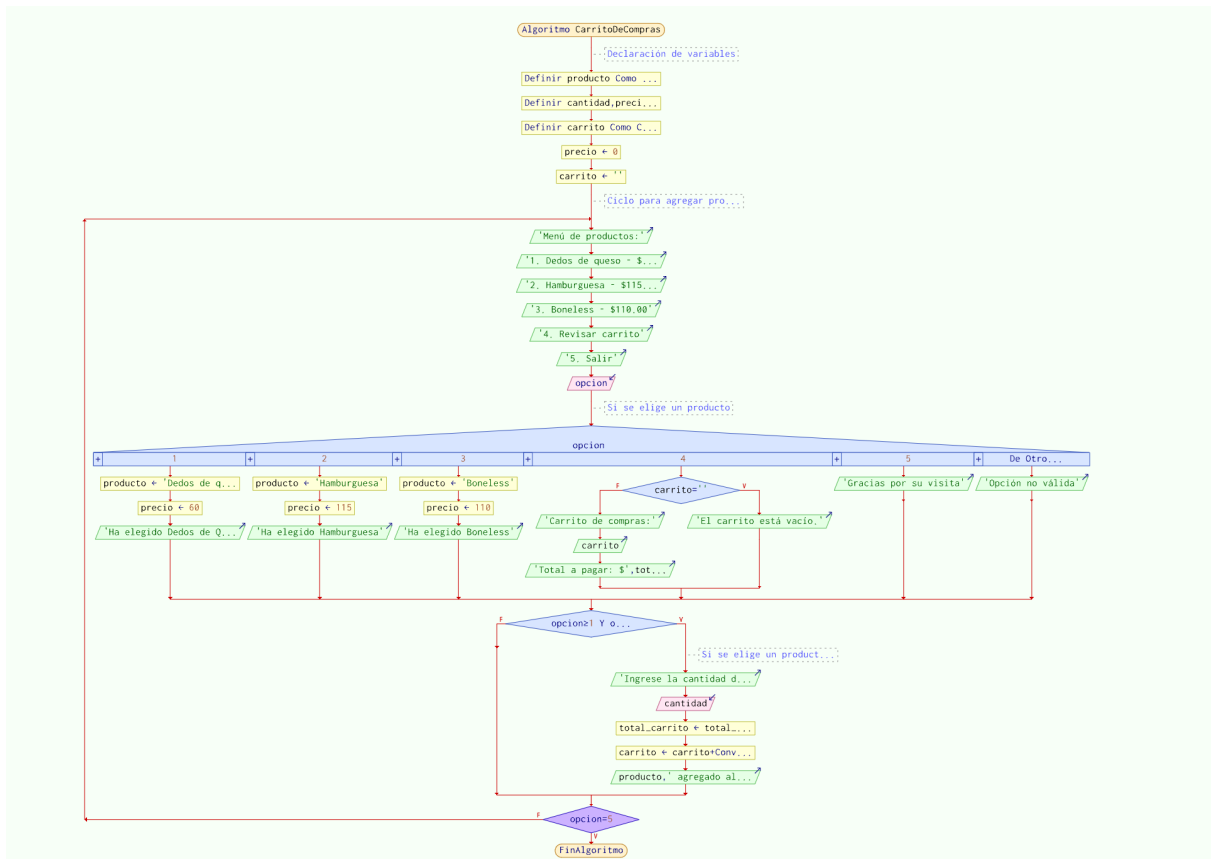 Algoritmo CarritoDeCompras
Declaración de variables
Definir producto Como ...
Definir cantidad,preci...
Definir carrito Como C...
precio ← 0
carrito ← ''
Ciclo para agregar pro...
'Menú de productos:'
'1. Dedos de queso - $...
'2. Hamburguesa - $115...
'3. Boneless - $110.00'
'4. Revisar carrito'
'5. Salir'
opcion
Si se elige un producto
opcion
+ 1 + 2 + 3 + 4 + 5 + De Otro...
producto ← 'Dedos de q... producto ← 'Hamburguesa' producto ← 'Boneless' F carrito='' V 'Gracias por su visita' 'Opción no válida'
precio ← 60 precio ← 115 precio ← 110
'Carrito de compras:' 'El carrito está vacío.'
'Ha elegido Dedos de Q... 'Ha elegido Hamburguesa' 'Ha elegido Boneless'
carrito
'Total a pagar: $',tot...
F opcion≥1 Y o... V
Si se elige un product...
'Ingrese la cantidad d...
cantidad
total_carrito ← total_...
carrito ← carrito+Conv...
producto,' agregado al...
F opcion=5
V
FinAlgoritmo